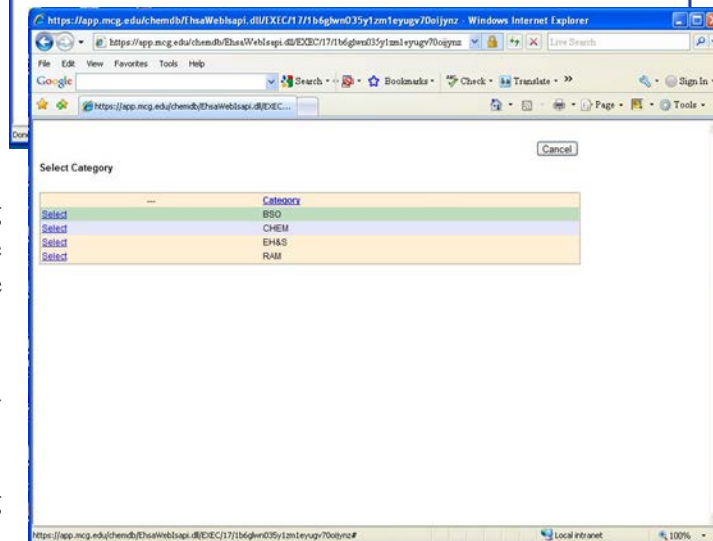 https://app.mcg.edu/chemdb/EhsaWebIsapi.dll/EXEC/17/1b6glwn035y1zm1eyugv70oijynz - Windows Internet Explorer
https://app.mcg.edu/chemdb/EhsaWebIsapi.dll/EXEC/17/1b6glwn035y1zm1eyugv70oijynz Live Search
File Edit View Favorites Tools Help
Google Search Bookmarks Check Translate Sign In
https://app.mcg.edu/chemdb/EhsaWebIsapi.dll/EXEC... Page Tools
Done
Cancel
Select Category
--- Category
Select BSO
Select CHEM
Select EH&S
Select RAM
https://app.mcg.edu/chemdb/EhsaWebIsapi.dll/EXEC/17/1b6glwn035y1zm1eyugv70oijynz# Local intranet 100%